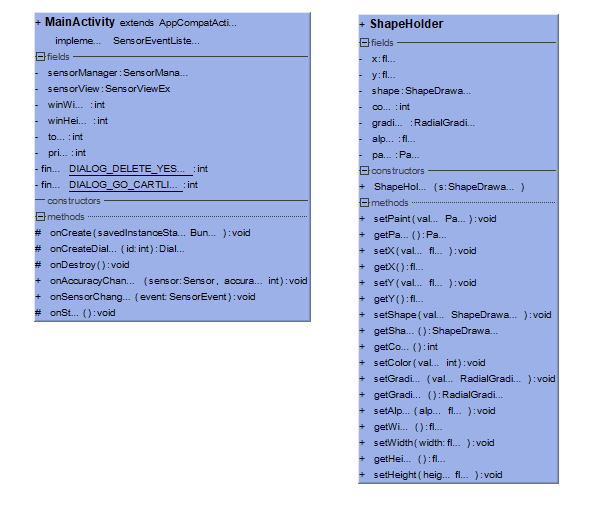 + MainActivity extends AppCompatActi...
impleme... SensorEventListe...
fields
- sensorManager:SensorMana...
- sensorView:SensorViewEx
- winWi... :int
- winHei... :int
- to... :int
- pri... :int
- fin... DIALOG_DELETE_YES... :int
- fin... DIALOG_GO_CARTLI... :int
constructors
methods
# onCreate(savedInstanceSta... Bun... ):void
# onCreateDial... (id:int):Dial...
# onDestroy():void
+ onAccuracyChan... (sensor:Sensor, accura... int):void
+ onSensorChang... (event:SensorEvent):void
# onSt... ():void
+ ShapeHolder
fields
- x:fl...
- y:fl...
- shape:ShapeDrawa...
- co... :int
- gradi... :RadialGradi...
- alp... :fl...
- pa... :Pa...
constructors
+ ShapeHol... (s:ShapeDrawa... )
methods
+ setPaint(val... Pa... ):void
+ getPa... ():Pa...
+ setX(val... fl... ):void
+ getX():fl...
+ setY(val... fl... ):void
+ getY():fl...
+ setShape(val... ShapeDrawa... ):void
+ getSha... ():ShapeDrawa...
+ getCo... ():int
+ setColor(val... int):void
+ setGradi... (val... RadialGradi... ):void
+ getGradi... ():RadialGradi...
+ setAlp... (alp... fl... ):void
+ getWi... ():fl...
+ setWidth(width:fl... ):void
+ getHei... ():fl...
+ setHeight(heig... fl... ):void